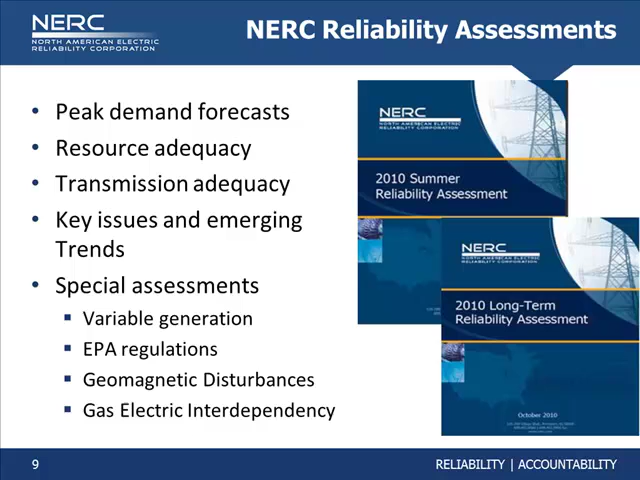 NERC
NORTH AMERICAN ELECTRIC
RELIABILITY CORPORATION
NERC Reliability Assessments
• Peak demand forecasts
• Resource adequacy
• Transmission adequacy
• Key issues and emerging
Trends
• Special assessments
▪ Variable generation
▪ EPA regulations
▪ Geomagnetic Disturbances
▪ Gas Electric Interdependency
NERC
NORTH AMERICAN ELECTRIC
RELIABILITY CORPORATION
2010 Summer
Reliability Assessment
NERC
NORTH AMERICAN ELECTRIC
RELIABILITY CORPORATION
2010 Long-Term
Reliability Assessment
October 2010
9
RELIABILITY | ACCOUNTABILITY